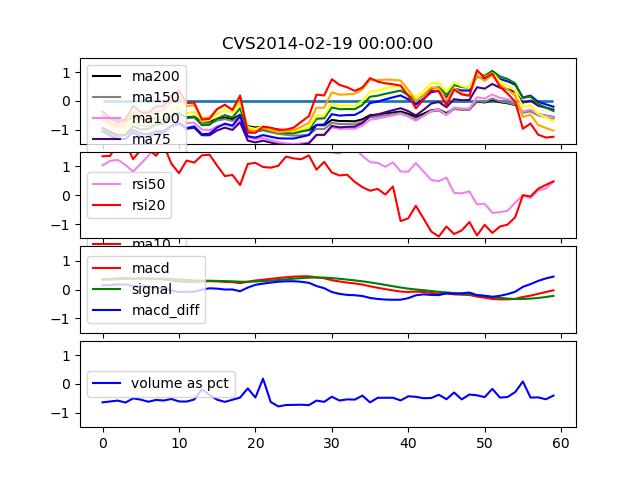 CVS2014-02-19 00:00:00
1
0
−1
ma200
ma150
ma100
ma75
1
0
−1
rsi50
rsi20
ma10
1
0
−1
macd
signal
macd_diff
1
0
−1
volume as pct
0 10 20 30 40 50 60